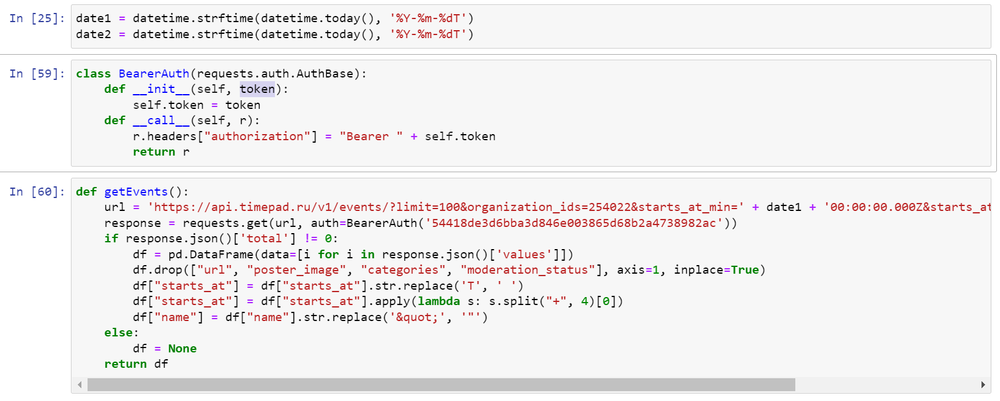 In [25]: date1 = datetime.strftime(datetime.today(), '%Y-%m-%dT')
date2 = datetime.strftime(datetime.today(), '%Y-%m-%dT')
In [59]: class BearerAuth(requests.auth.AuthBase):
def __init__(self, token):
self.token = token
def __call__(self, r):
r.headers["authorization"] = "Bearer " + self.token
return r
In [60]: def getEvents():
url = 'https://api.timepad.ru/v1/events/?limit=100&organization_ids=254022&starts_at_min=' + date1 + '00:00:00.000Z&starts_at
response = requests.get(url, auth=BearerAuth('54418de3d6bba3d846e003865d68b2a4738982ac'))
if response.json()['total'] != 0:
df = pd.DataFrame(data=[i for i in response.json()['values']])
df.drop(["url", "poster_image", "categories", "moderation_status"], axis=1, inplace=True)
df["starts_at"] = df["starts_at"].str.replace('T', ' ')
df["starts_at"] = df["starts_at"].apply(lambda s: s.split("+", 4)[0])
df["name"] = df["name"].str.replace('&quot;', '"')
else:
df = None
return df